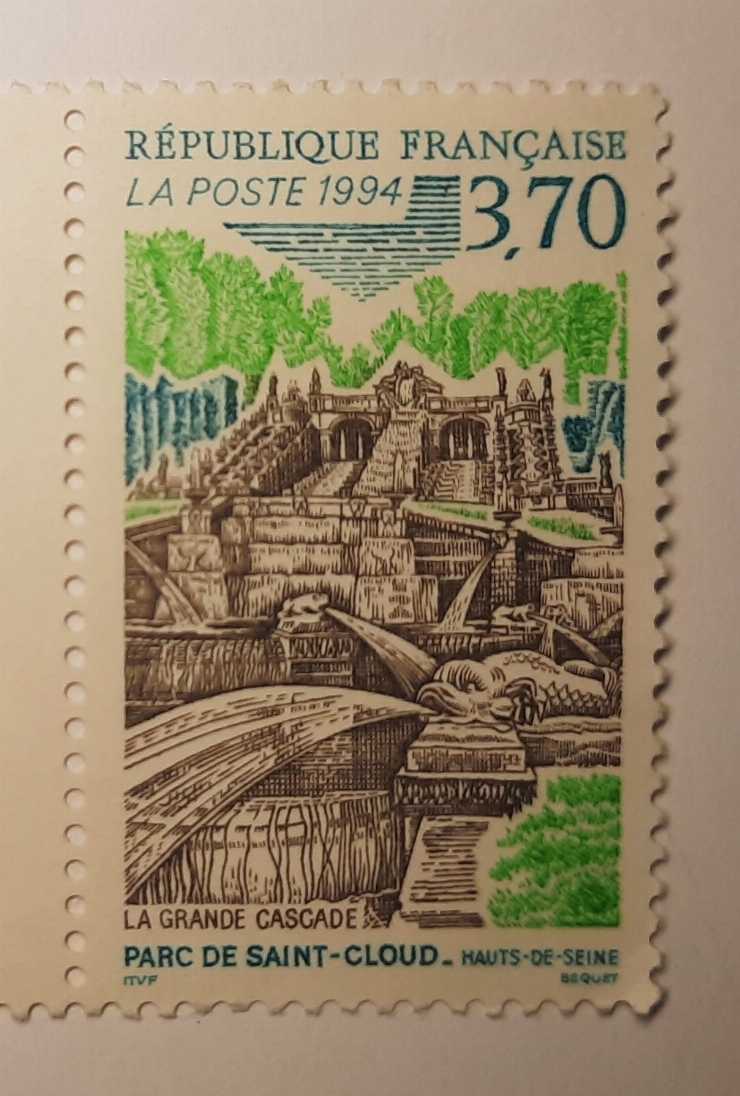 RÉPUBLIQUE FRANÇAISE
LA POSTE 1994 3,70
LA GRANDE CASCADE
PARC DE SAINT-CLOUD - HAUTS-DE-SEINE
ITVF BEQUET